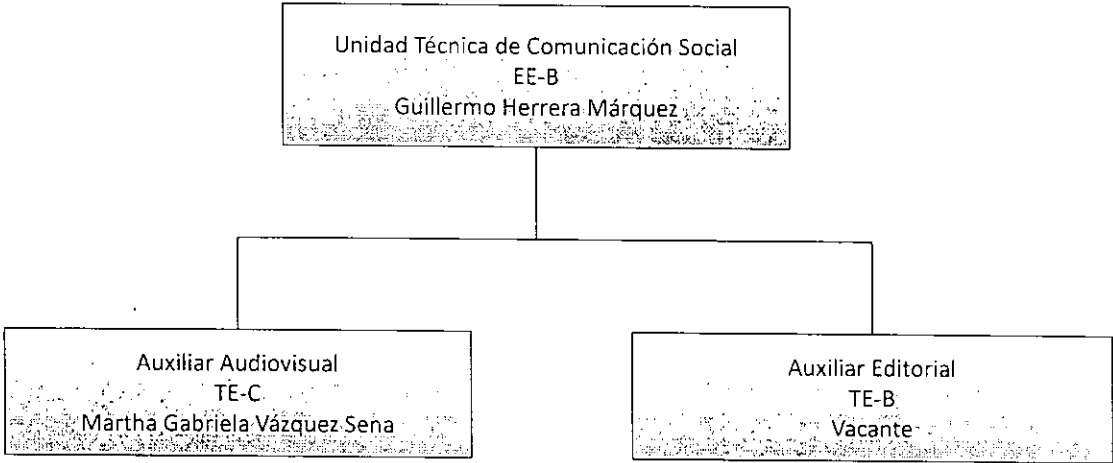 Unidad Técnica de Comunicación Social
EE-B
Guillermo Herrera Márquez
Auxiliar Audiovisual
TE-C
Martha Gabriela Vázquez Sena
Auxiliar Editorial
TE-B
Vacante